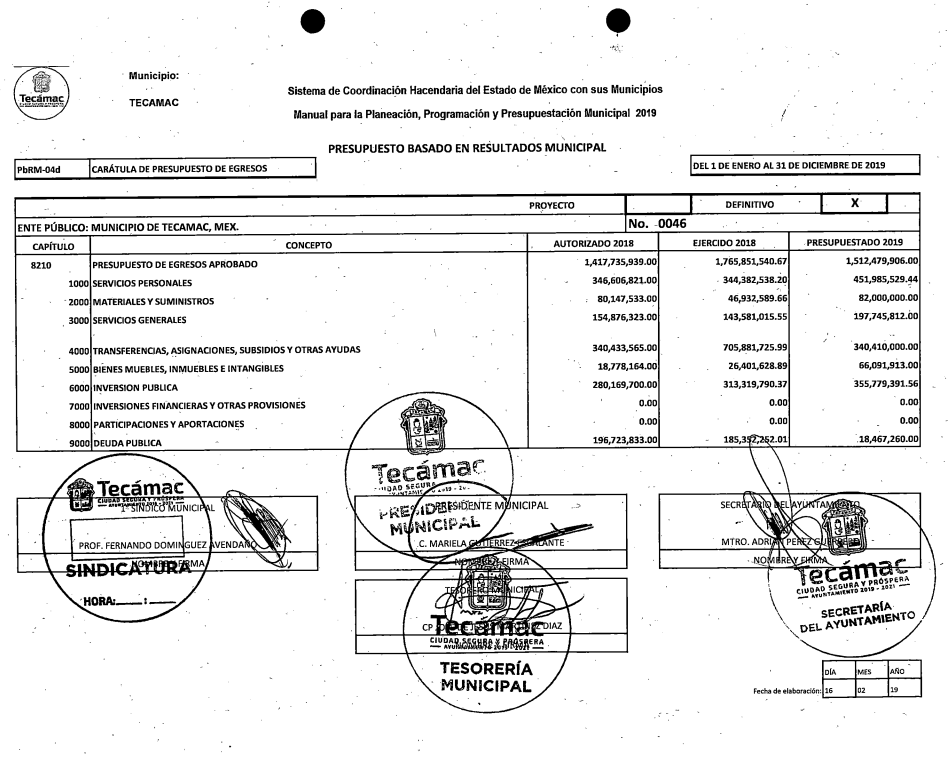 Municipio:
TECAMAC
Tecámac
Sistema de Coordinación Hacendaria del Estado de México con sus Municipios
Manual para la Planeación, Programación y Presupuestación Municipal 2019
PRESUPUESTO BASADO EN RESULTADOS MUNICIPAL
PbRM-04d CARÁTULA DE PRESUPUESTO DE EGRESOS DEL 1 DE ENERO AL 31 DE DICIEMBRE DE 2019
PROYECTO DEFINITIVO X
ENTE PÚBLICO: MUNICIPIO DE TECAMAC, MEX. No. 0046
CAPÍTULO CONCEPTO AUTORIZADO 2018 EJERCIDO 2018 PRESUPUESTADO 2019
8210 PRESUPUESTO DE EGRESOS APROBADO 1,417,735,939.00 1,765,851,540.67 1,512,479,906.00
1000 SERVICIOS PERSONALES 346,606,821.00 344,382,538.20 451,985,529.44
2000 MATERIALES Y SUMINISTROS 80,147,533.00 46,932,589.66 82,000,000.00
3000 SERVICIOS GENERALES 154,876,323.00 143,581,015.55 197,745,812.00
4000 TRANSFERENCIAS, ASIGNACIONES, SUBSIDIOS Y OTRAS AYUDAS 340,433,565.00 705,881,725.99 340,410,000.00
5000 BIENES MUEBLES, INMUEBLES E INTANGIBLES 18,778,164.00 26,401,628.89 66,091,913.00
6000 INVERSION PUBLICA 280,169,700.00 313,319,790.37 355,779,391.56
7000 INVERSIONES FINANCIERAS Y OTRAS PROVISIONES 0.00 0.00 0.00
8000 PARTICIPACIONES Y APORTACIONES 0.00 0.00 0.00
9000 DEUDA PUBLICA 196,723,833.00 185,352,252.01 18,467,260.00
Tecámac
CIUDAD SEGURA Y PRÓSPERA
AYUNTAMIENTO 2019 - 2021
SINDICO MUNICIPAL
PROF. FERNANDO DOMINGUEZ AVENDAÑO
NOMBRE Y FIRMA
SINDICATURA
HORA: :
Tecámac
CIUDAD SEGURA
PRESIDENTE MUNICIPAL
PRESIDE
MUNICIPAL
C. MARIELA GUTIERREZ ESCALANTE
NOMBRE Y FIRMA
SECRETARIO DEL AYUNTAMIENTO
MTRO. ADRIAN PEREZ
NOMBRE Y FIRMA
Tecámac
CIUDAD SEGURA Y PRÓSPERA
AYUNTAMIENTO 2019 - 2021
SECRETARÍA
DEL AYUNTAMIENTO
TESORERO MUNICIPAL
Tecámac
CIUDAD SEGURA Y PRÓSPERA
AYUNTAMIENTO 2019 - 2021
TESORERÍA
MUNICIPAL
DÍA MES AÑO
Fecha de elaboración: 16 02 19